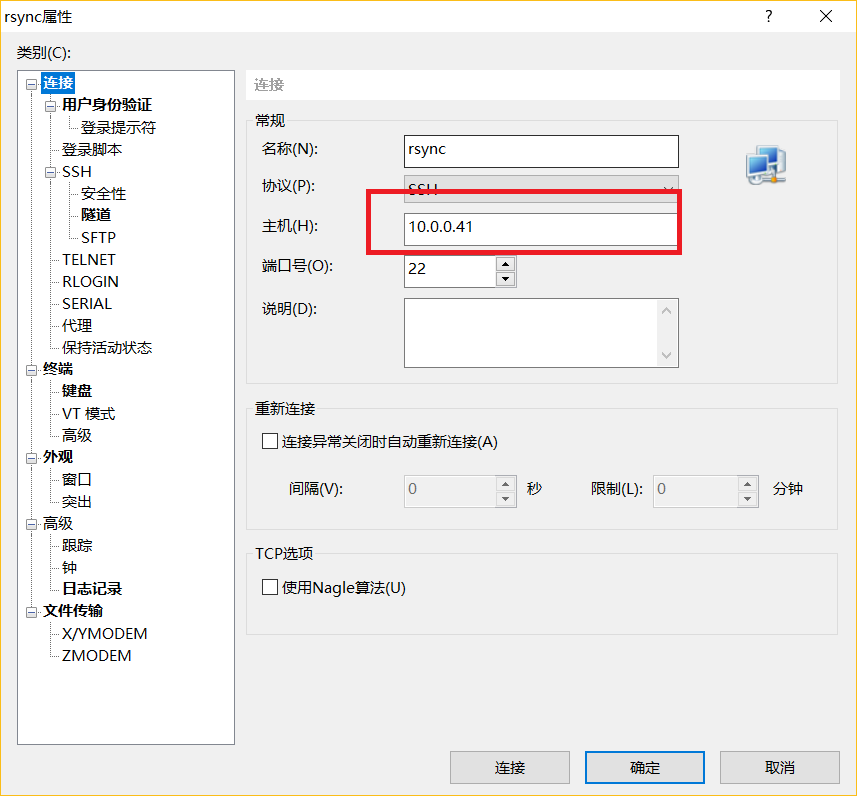 rsync属性
?
类别(C):
连接
用户身份验证
登录提示符
登录脚本
SSH
安全性
隧道
SFTP
TELNET
RLOGIN
SERIAL
代理
保持活动状态
终端
键盘
VT 模式
高级
外观
窗口
突出
高级
跟踪
钟
日志记录
文件传输
X/YMODEM
ZMODEM
连接
常规
名称(N):
rsync
协议(P):
SSH
主机(H):
10.0.0.41
端口号(O):
22
说明(D):
重新连接
连接异常关闭时自动重新连接(A)
间隔(V):
0
秒
限制(L):
0
分钟
TCP选项
使用Nagle算法(U)
连接
确定
取消